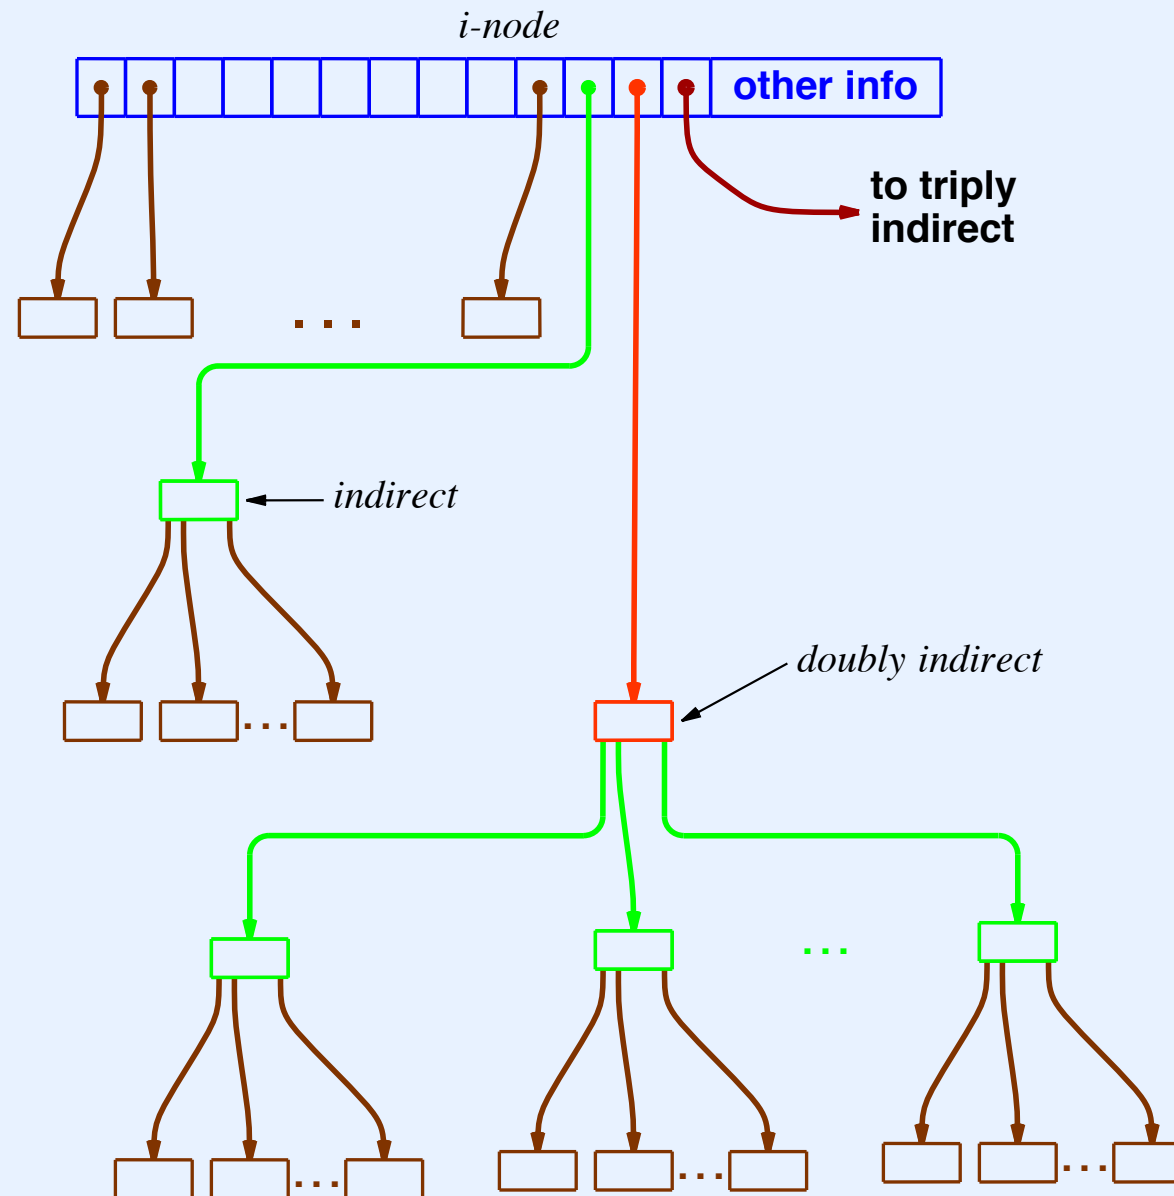 i-node
other info
to triply
indirect
indirect
doubly indirect